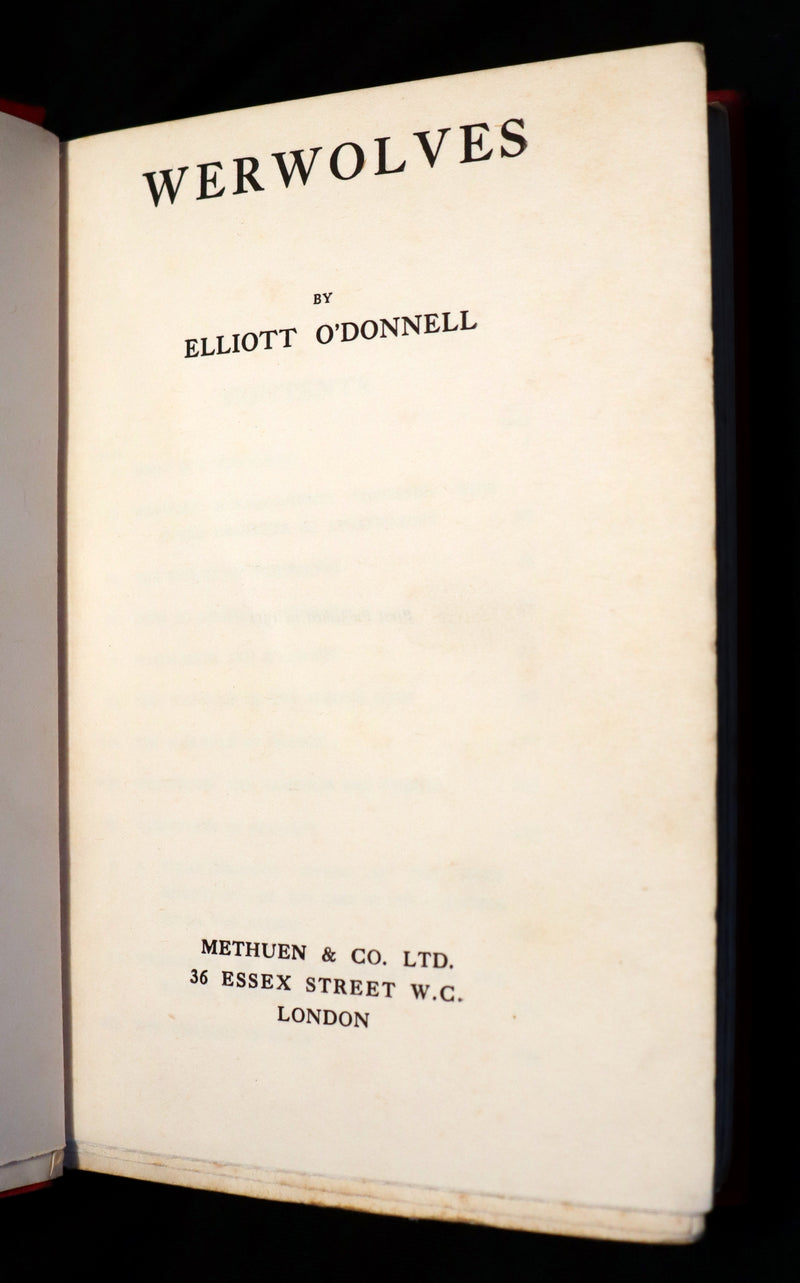 WERWOLVES
BY
ELLIOTT O'DONNELL
METHUEN & CO. LTD.
36 ESSEX STREET W.C.
LONDON